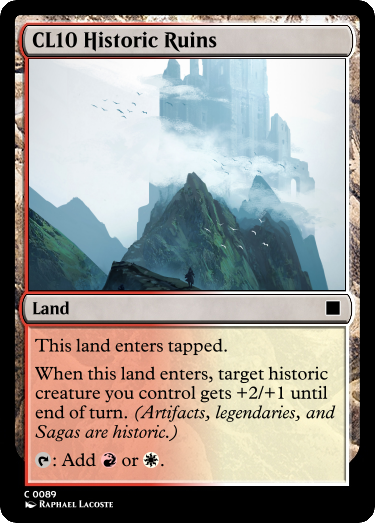 CL10 Historic Ruins
Land
This land enters tapped.
When this land enters, target historic
creature you control gets +2/+1 until
end of turn. (Artifacts, legendaries, and
Sagas are historic.)
: Add or .
C 0089
Raphael Lacoste